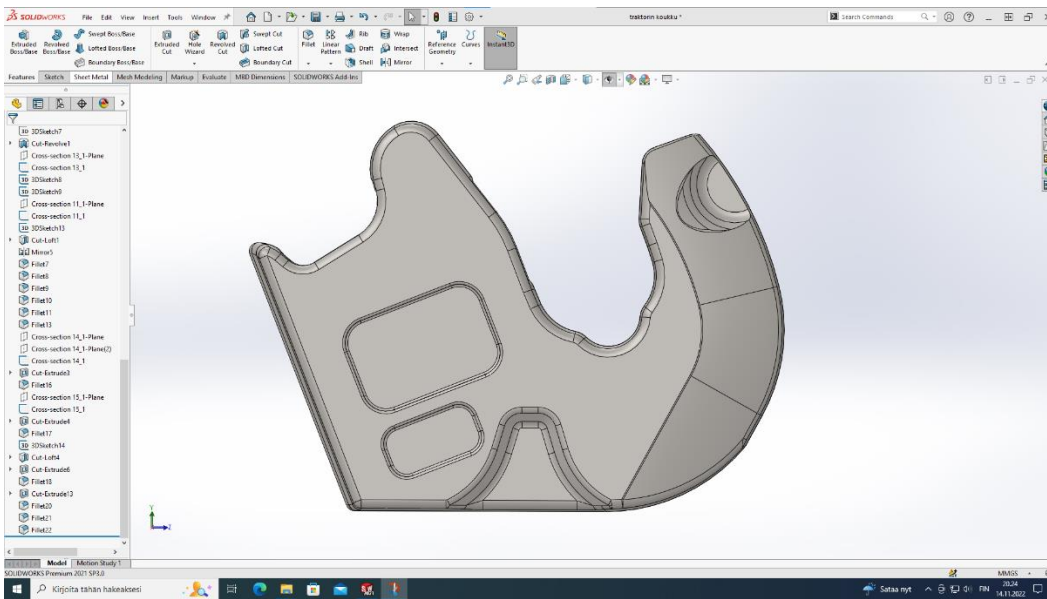 SOLIDWORKS File Edit View Insert Tools Window traktorin koukku * Search Commands
Extruded Boss/Base Revolved Boss/Base Swept Boss/Base Lofted Boss/Base Boundary Boss/Base Extruded Cut Hole Wizard Revolved Cut Swept Cut Lofted Cut Boundary Cut Fillet Linear Pattern Rib Draft Shell Wrap Intersect Mirror Reference Geometry Curves Instant3D
Features Sketch Sheet Metal Mesh Modeling Markup Evaluate MBD Dimensions SOLIDWORKS Add-Ins
3D 3DSketch7
Cut-Revolve1
Cross-section 13_1-Plane
Cross-section 13_1
3D 3DSketch8
3D 3DSketch9
Cross-section 11_1-Plane
Cross-section 11_1
3D 3DSketch13
Cut-Loft1
Mirror5
Fillet7
Fillet8
Fillet9
Fillet10
Fillet11
Fillet13
Cross-section 14_1-Plane
Cross-section 14_1-Plane(2)
Cross-section 14_1
Cut-Extrude3
Fillet16
Cross-section 15_1-Plane
Cross-section 15_1
Cut-Extrude4
Fillet17
3D 3DSketch14
Cut-Loft4
Cut-Extrude6
Fillet18
Cut-Extrude13
Fillet20
Fillet21
Fillet22
Y
Z
Model Motion Study 1
SOLIDWORKS Premium 2021 SP3.0 MMGS
Kirjoita tähän hakeaksesi Sataa nyt FIN 20.24
14.11.2022